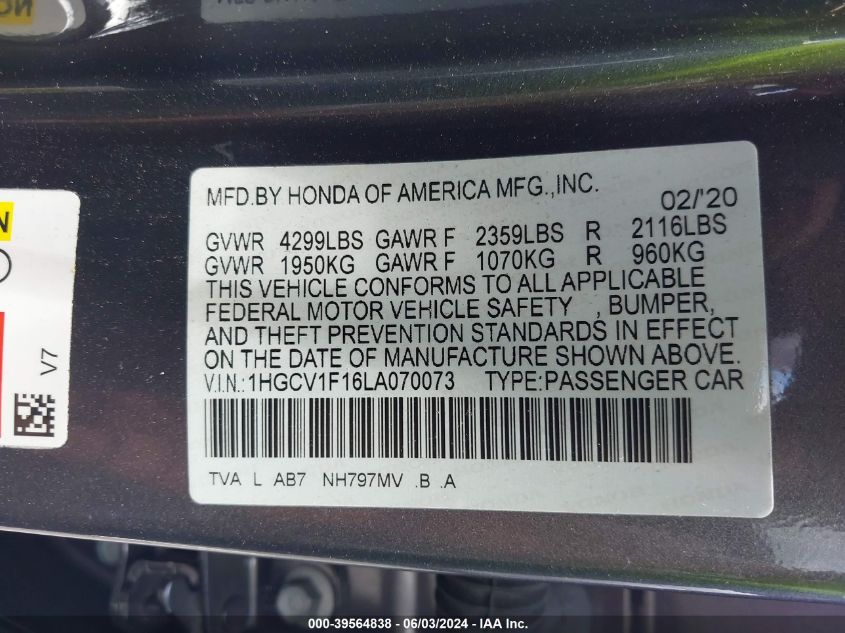 MFD.BY HONDA OF AMERICA MFG.,INC.
02/'20
GVWR 4299LBS GAWR F 2359LBS R 2116LBS
GVWR 1950KG GAWR F 1070KG R 960KG
THIS VEHICLE CONFORMS TO ALL APPLICABLE
FEDERAL MOTOR VEHICLE SAFETY , BUMPER,
AND THEFT PREVENTION STANDARDS IN EFFECT
ON THE DATE OF MANUFACTURE SHOWN ABOVE.
V.I.N.:1HGCV1F16LA070073 TYPE:PASSENGER CAR
TVA L AB7 NH797MV .B .A
N
V7
000-39564838 - 06/03/2024 - IAA Inc.